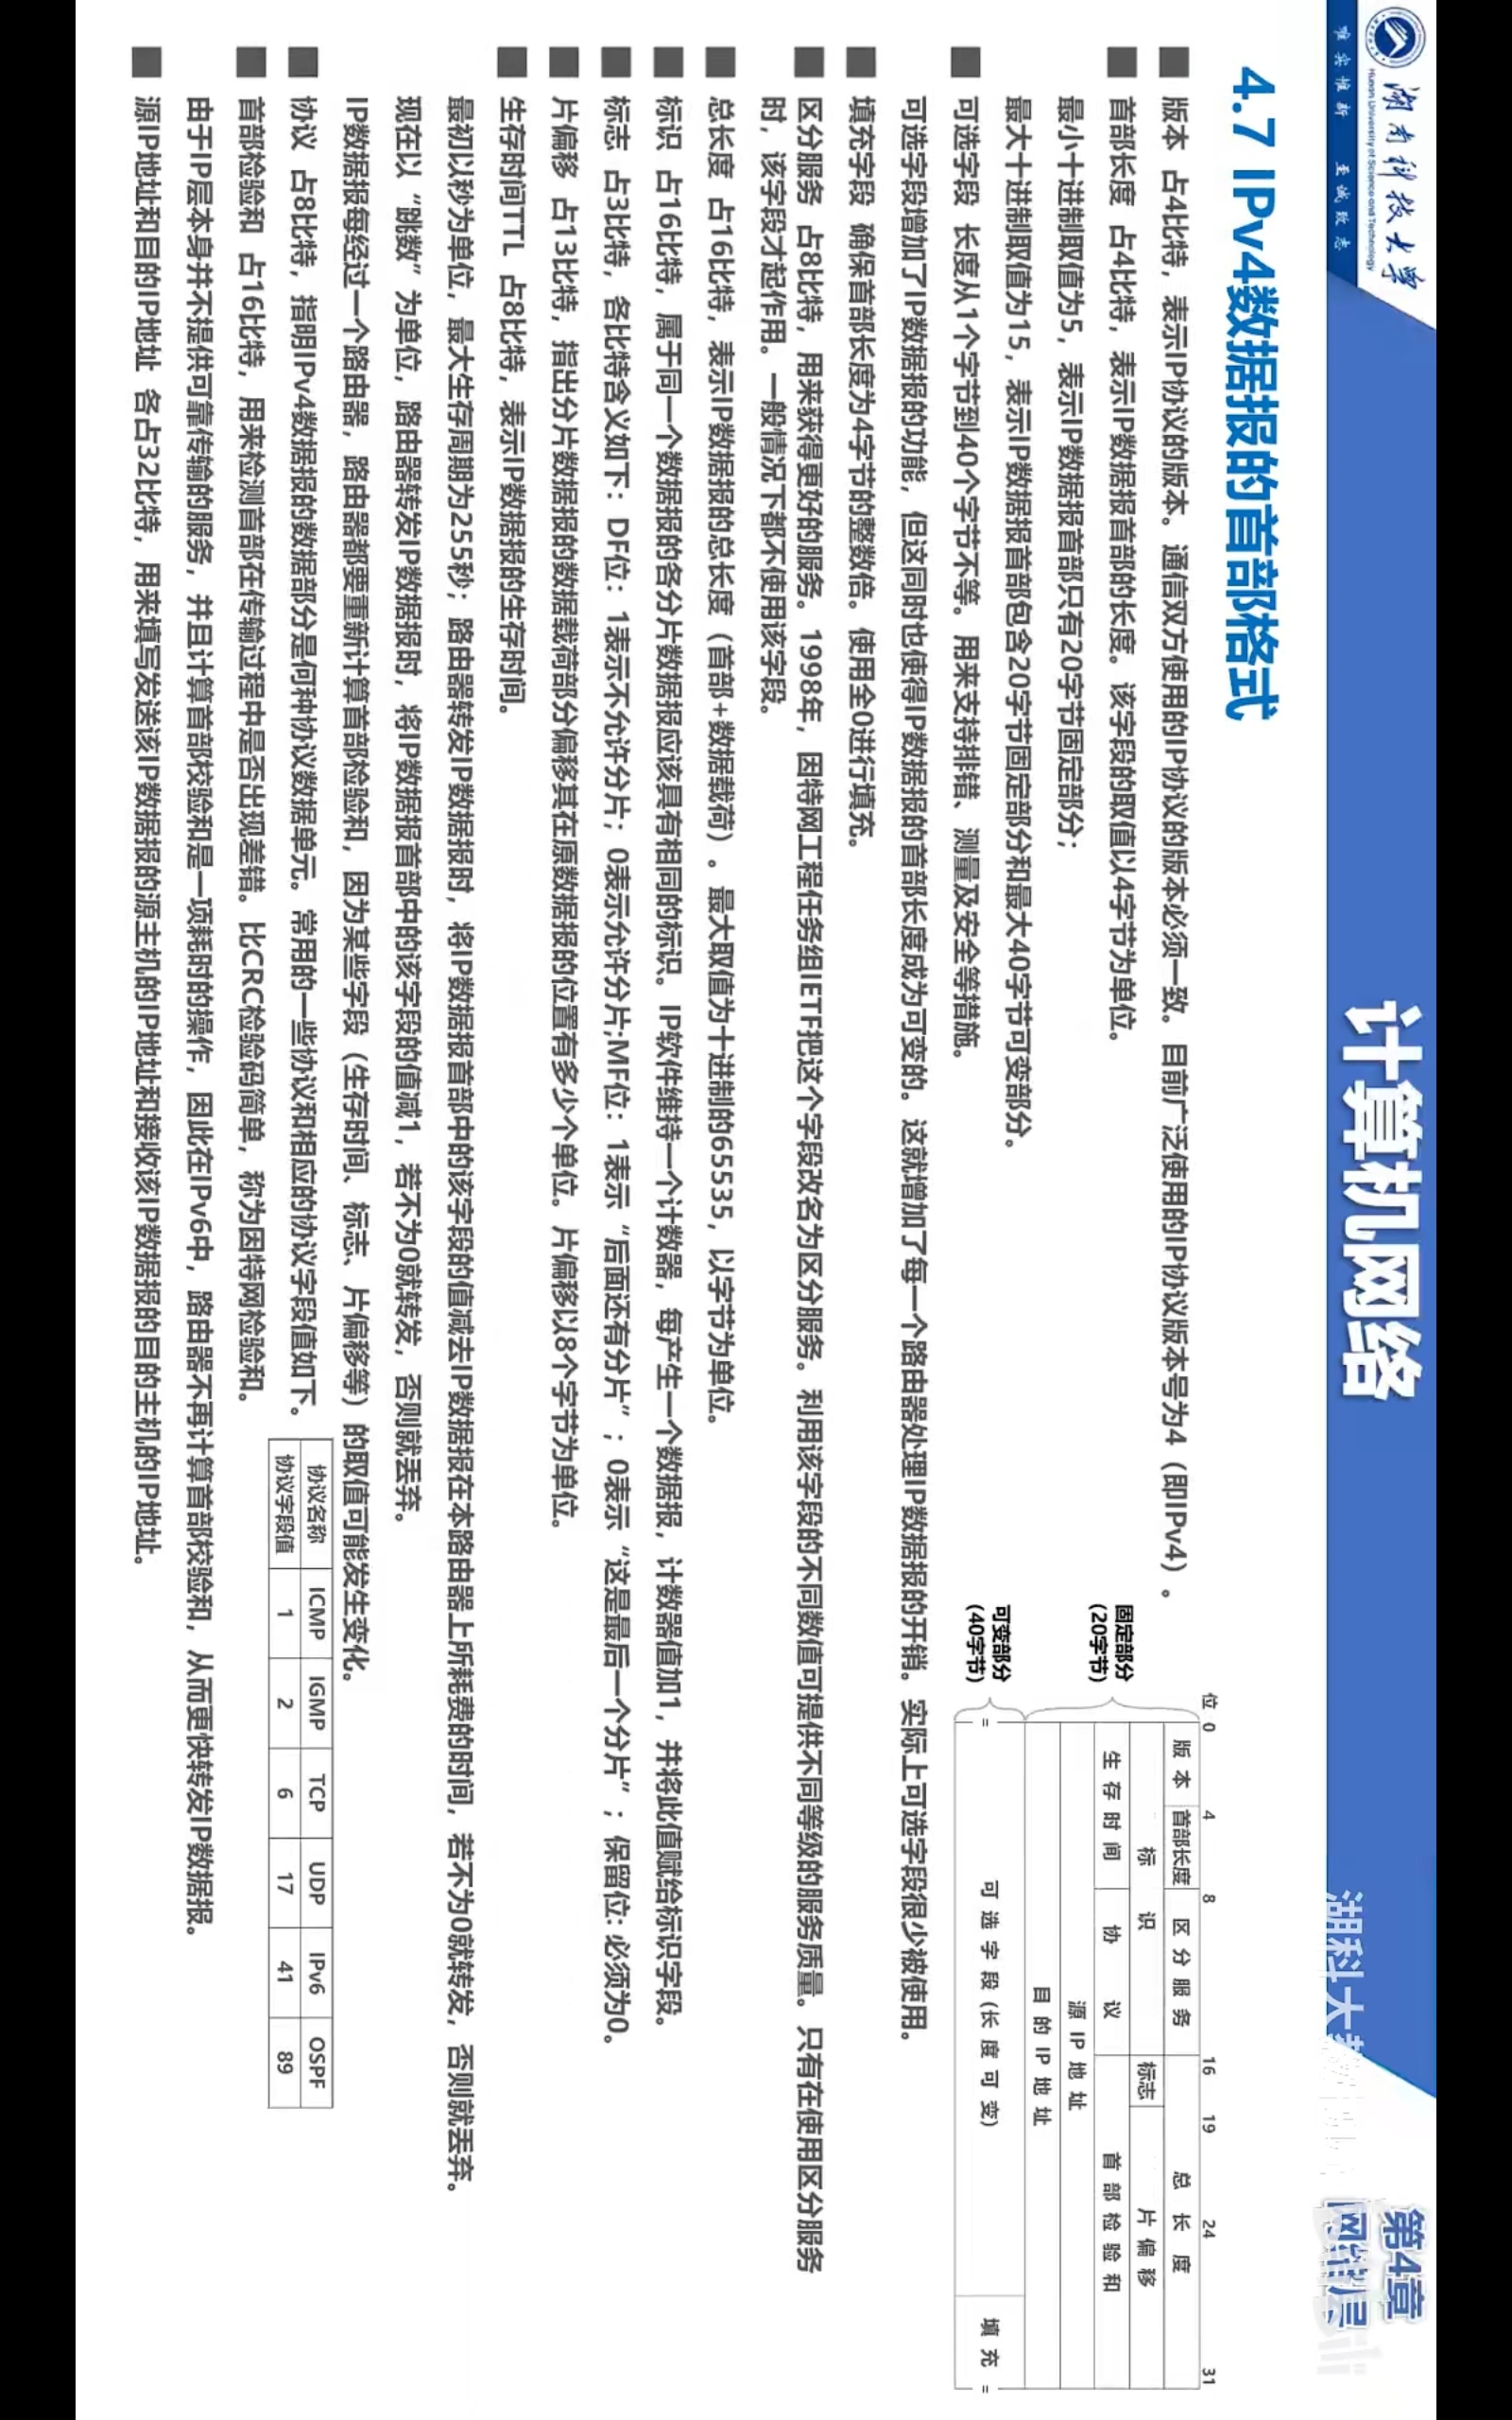 湖南科技大学
Hunan University of Science and Technology
唯实惟新 至诚致志
计算机网络
湖科大教
第4章
网络层
4.7 IPv4数据报的首部格式
版本 占4比特，表示IP协议的版本。通信双方使用的IP协议的版本必须一致。目前广泛使用的IP协议版本号为4（即IPv4）。
首部长度 占4比特，表示IP数据报首部的长度。该字段的取值以4字节为单位。
最小十进制取值为5，表示IP数据报首部只有20字节固定部分；
最大十进制取值为15，表示IP数据报首部包含20字节固定部分和最大40字节可变部分。
可选字段 长度从1个字节到40个字节不等。用来支持排错、测量及安全等措施。
可选字段增加了IP数据报的功能，但这同时也使得IP数据报的首部长度成为可变的。这就增加了每一个路由器处理IP数据报的开销。实际上可选字段很少被使用。
填充字段 确保首部长度为4字节的整数倍。使用全0进行填充。
区分服务 占8比特，用来获得更好的服务。1998年，因特网工程任务组IETF把这个字段改名为区分服务。利用该字段的不同数值可提供不同等级的服务质量。只有在使用区分服务
时，该字段才起作用。一般情况下都不使用该字段。
总长度 占16比特，表示IP数据报的总长度（首部+数据载荷）。最大取值为十进制的65535，以字节为单位。
标识 占16比特，属于同一个数据报的各分片数据报应该具有相同的标识。IP软件维持一个计数器，每产生一个数据报，计数器值加1，并将此值赋给标识字段。
标志 占3比特，各比特含义如下：DF位：1表示不允许分片；0表示允许分片;MF位：1表示“后面还有分片”；0表示“这是最后一个分片”；保留位: 必须为0。
片偏移 占13比特，指出分片数据报的数据载荷部分偏移其在原数据报的位置有多少个单位。片偏移以8个字节为单位。
生存时间TTL 占8比特，表示IP数据报的生存时间。
最初以秒为单位，最大生存周期为255秒；路由器转发IP数据报时，将IP数据报首部中的该字段的值减去IP数据报在本路由器上所耗费的时间，若不为0就转发，否则就丢弃。
现在以“跳数”为单位，路由器转发IP数据报时，将IP数据报首部中的该字段的值减1，若不为0就转发，否则就丢弃。
IP数据报每经过一个路由器，路由器都要重新计算首部检验和，因为某些字段（生存时间、标志、片偏移等）的取值可能发生变化。
协议 占8比特，指明IPv4数据报的数据部分是何种协议数据单元。常用的一些协议和相应的协议字段值如下。
首部检验和 占16比特，用来检测首部在传输过程中是否出现差错。比CRC检验码简单，称为因特网检验和。
由于IP层本身并不提供可靠传输的服务，并且计算首部校验和是一项耗时的操作，因此在IPv6中，路由器不再计算首部校验和，从而更快转发IP数据报。
源IP地址和目的IP地址 各占32比特，用来填写发送该IP数据报的源主机的IP地址和接收该IP数据报的目的主机的IP地址。
位 0 4 8 16 19 24 31
固定部分
(20字节)
版本 首部长度 区分服务 总长度
标识 标志 片偏移
生存时间 协议 首部检验和
源 IP 地址
目的 IP 地址
可变部分
(40字节)
= 可选字段 (长度可变) 填充 =
协议名称 ICMP IGMP TCP UDP IPv6 OSPF
协议字段值 1 2 6 17 41 89